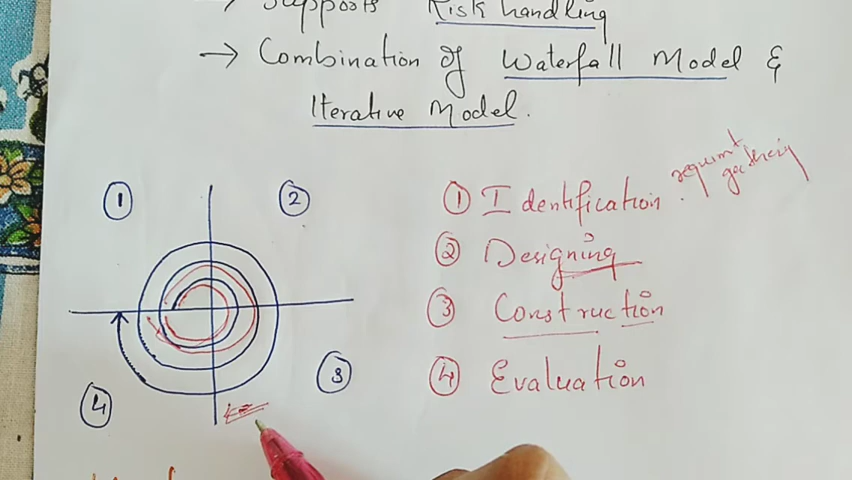 → Supports Risk handling
→ Combination of Waterfall Model &
Iterative Model.
1
2
3
4
① Identification.
② Designing
③ Construction
④ Evaluation